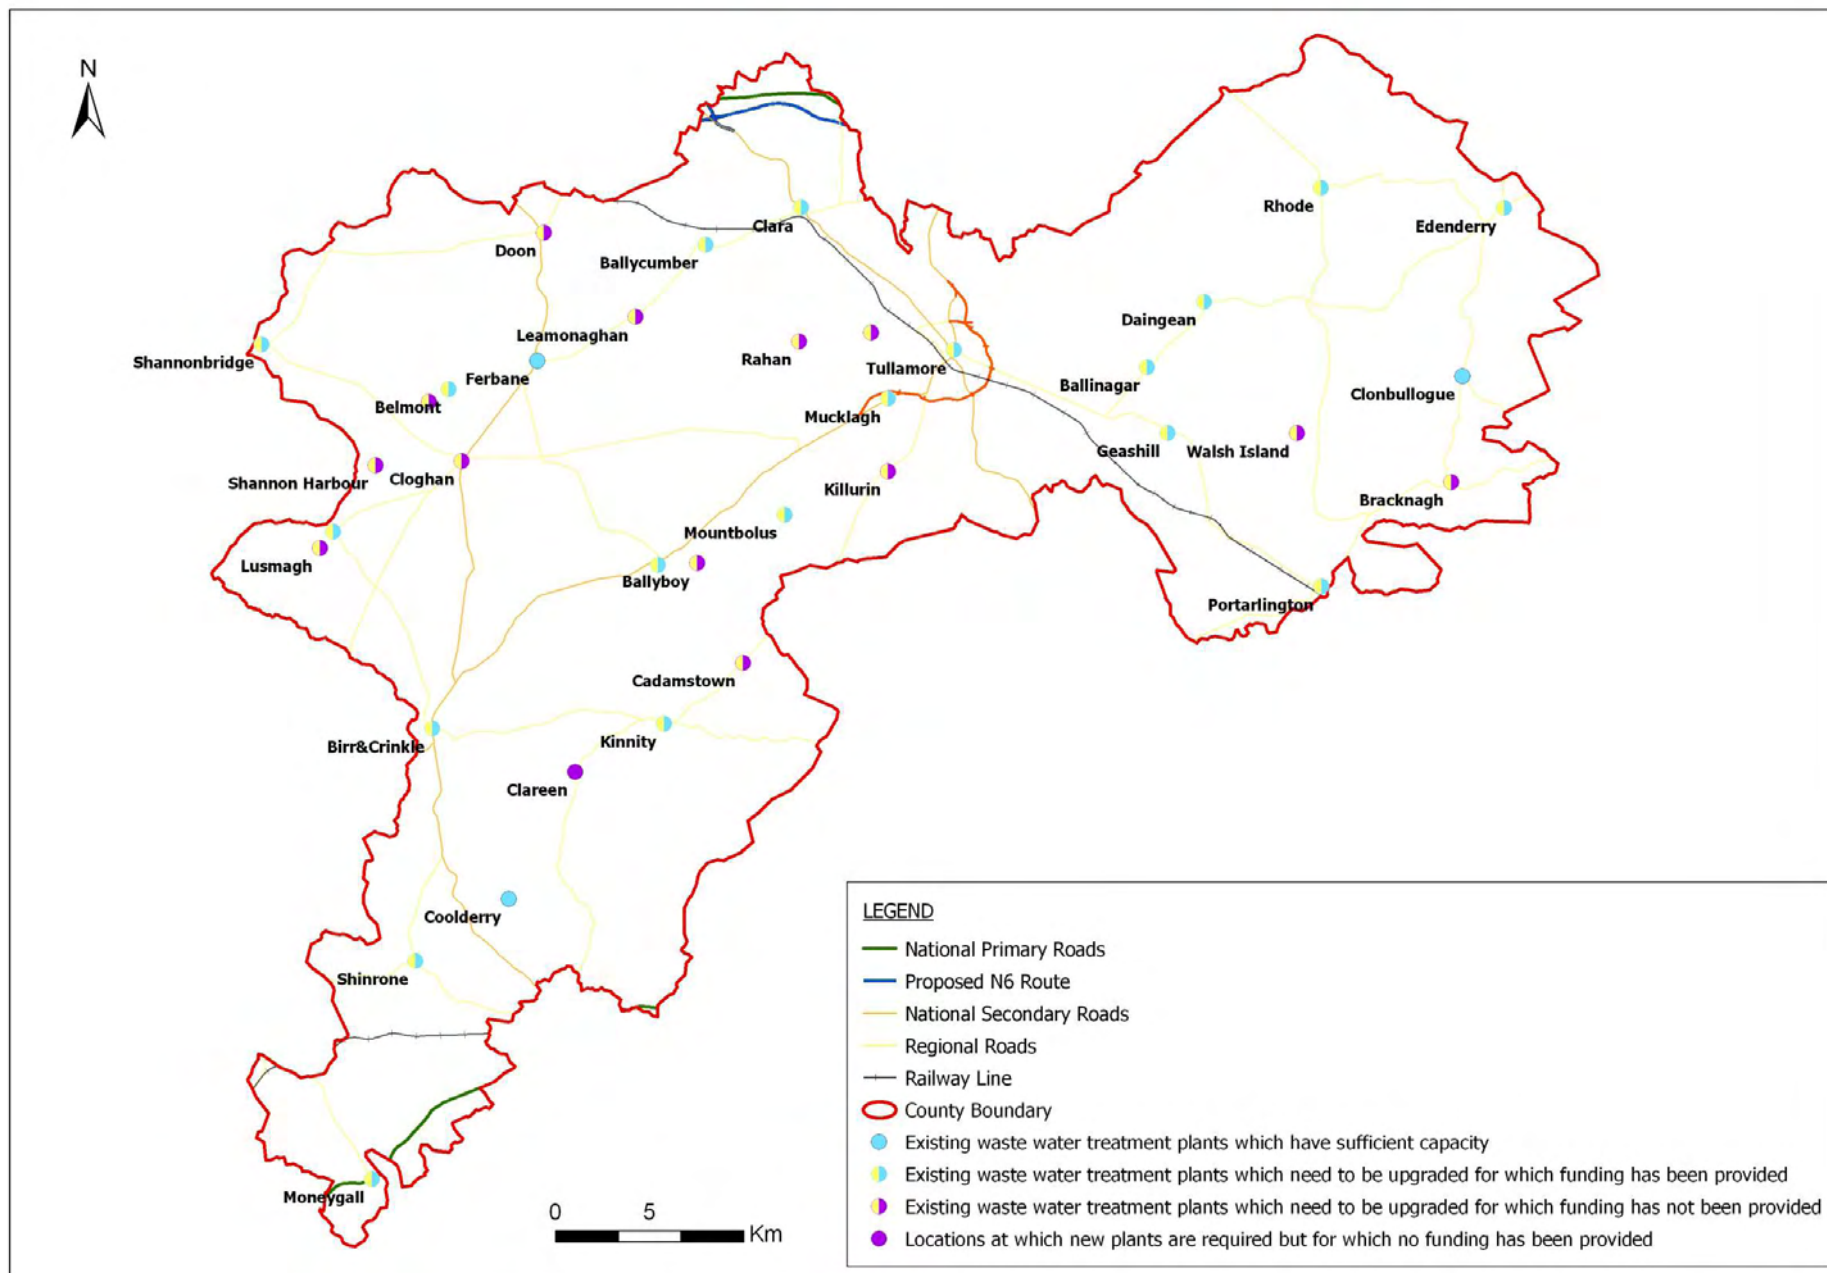 N
Clara
Rhode
Edenderry
Doon
Ballycumber
Daingean
Leamonaghan
Shannonbridge
Rahan
Tullamore
Ferbane
Ballinagar
Clonbullogue
Belmont
Mucklagh
Geashill
Walsh Island
Shannon Harbour
Cloghan
Killurin
Bracknagh
Mountbolus
Lusmagh
Ballyboy
Portarlington
Cadamstown
Birr&Crinkle
Kinnity
Clareen
Coolderry
Shinrone
Moneygall
0 5
Km
LEGEND
National Primary Roads
Proposed N6 Route
National Secondary Roads
Regional Roads
Railway Line
County Boundary
Existing waste water treatment plants which have sufficient capacity
Existing waste water treatment plants which need to be upgraded for which funding has been provided
Existing waste water treatment plants which need to be upgraded for which funding has not been provided
Locations at which new plants are required but for which no funding has been provided